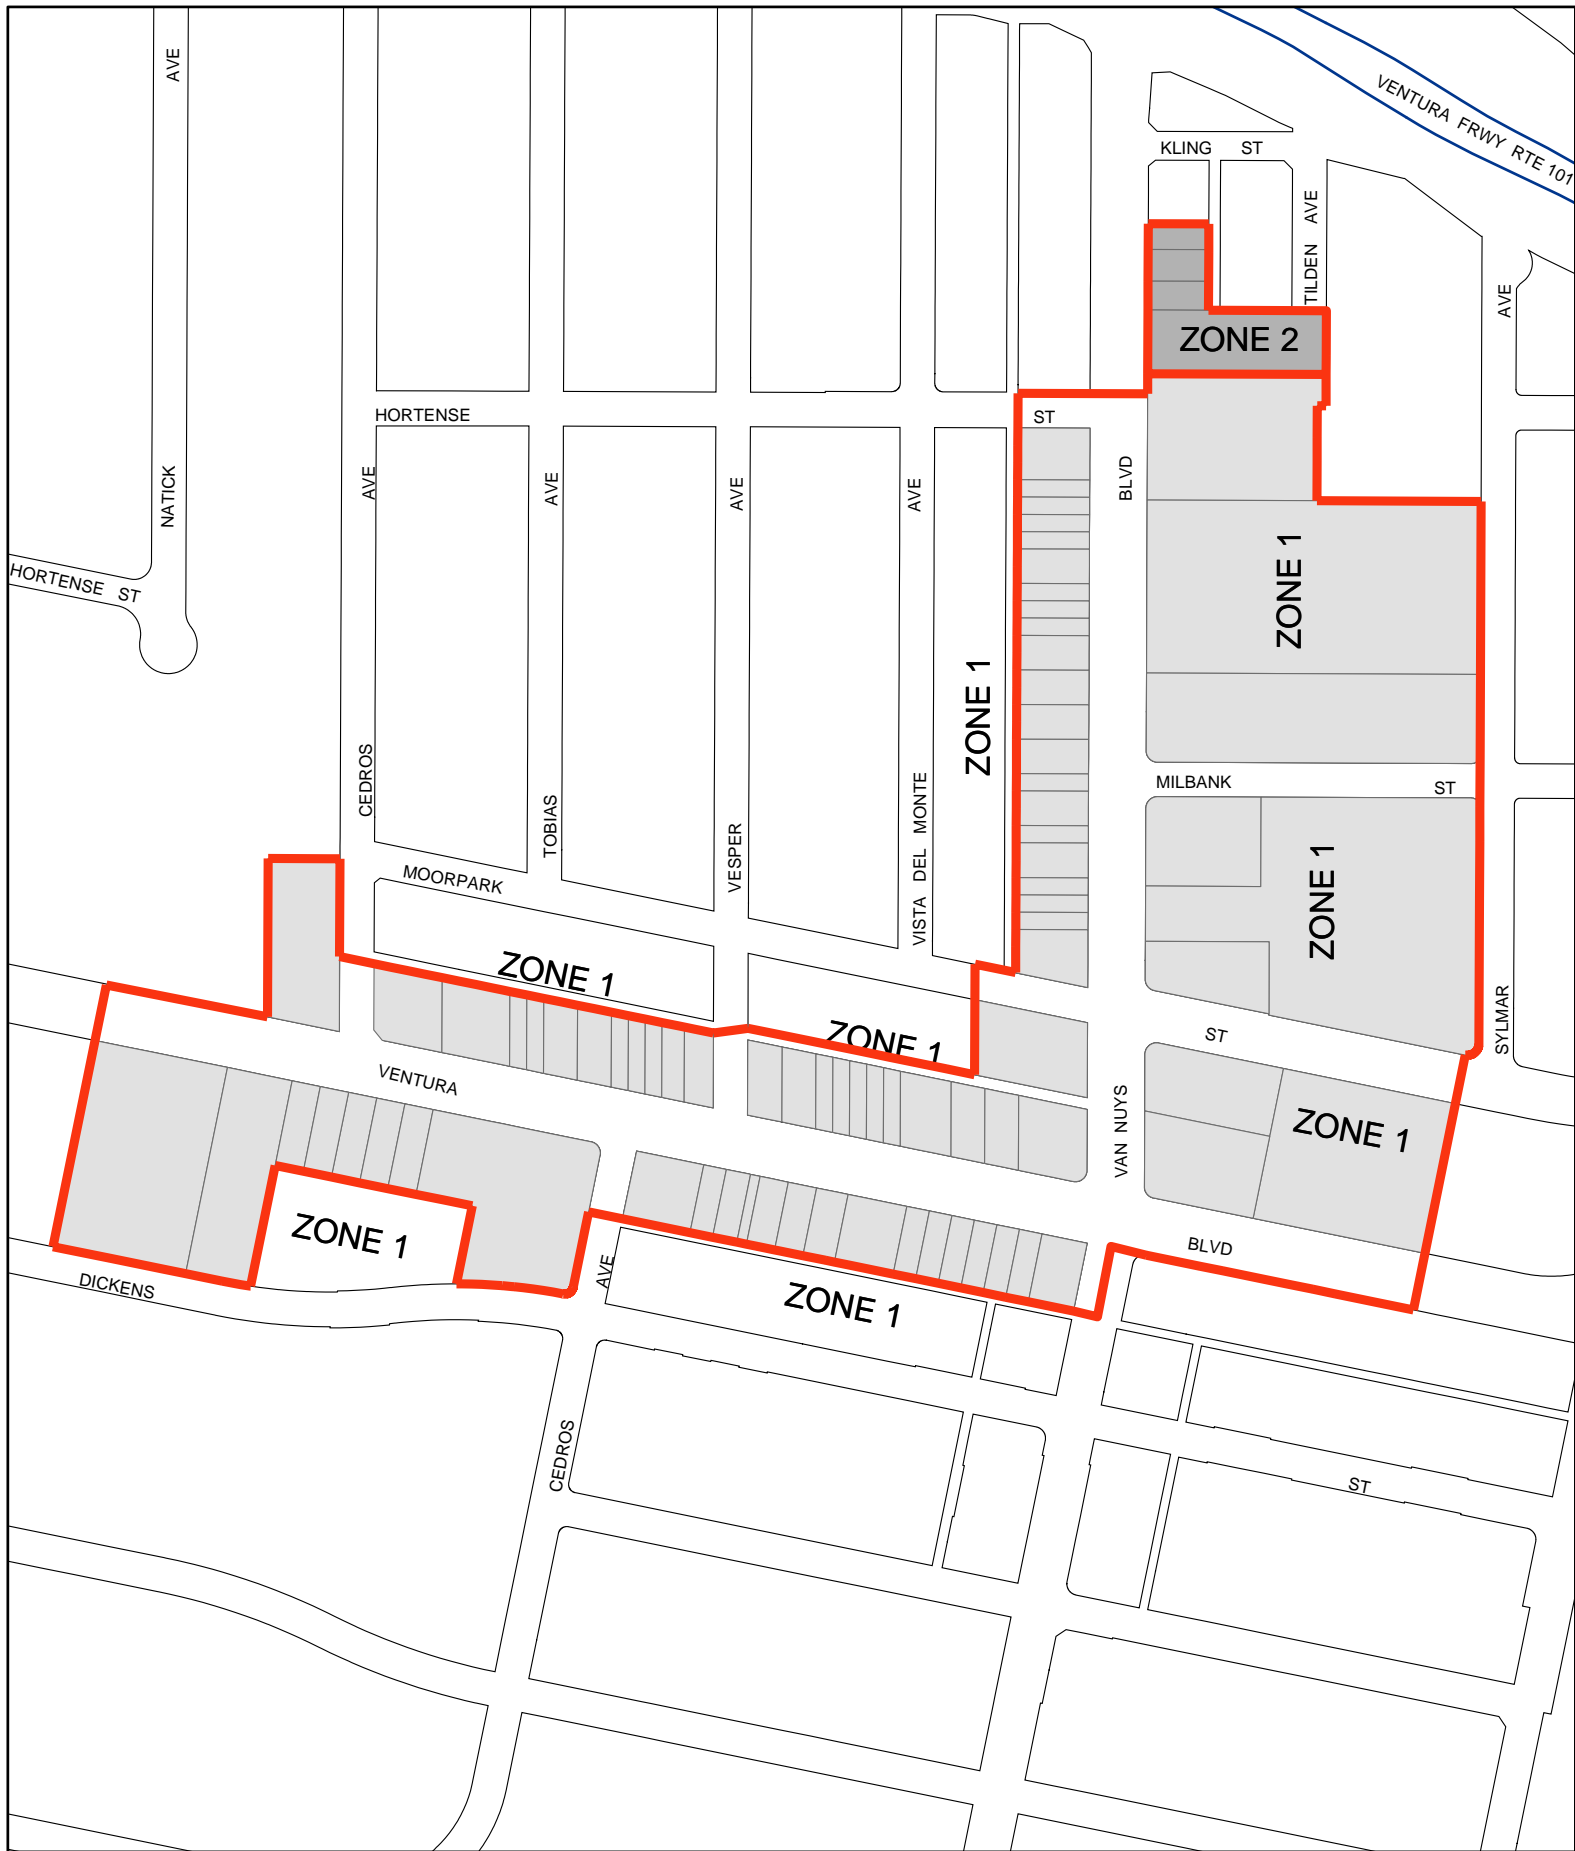 AVE
VENTURA FRWY RTE 101
KLING ST
TILDEN AVE
AVE
ZONE 2
HORTENSE
ST
NATICK
AVE
AVE
AVE
AVE
BLVD
HORTENSE ST
ZONE 1
ZONE 1
CEDROS
TOBIAS
VESPER
VISTA DEL MONTE
MILBANK ST
MOORPARK
ZONE 1
ZONE 1
ZONE 1
ST
SYLMAR
VENTURA
VAN NUYS
ZONE 1
ZONE 1
AVE
BLVD
DICKENS
ZONE 1
CEDROS
ST